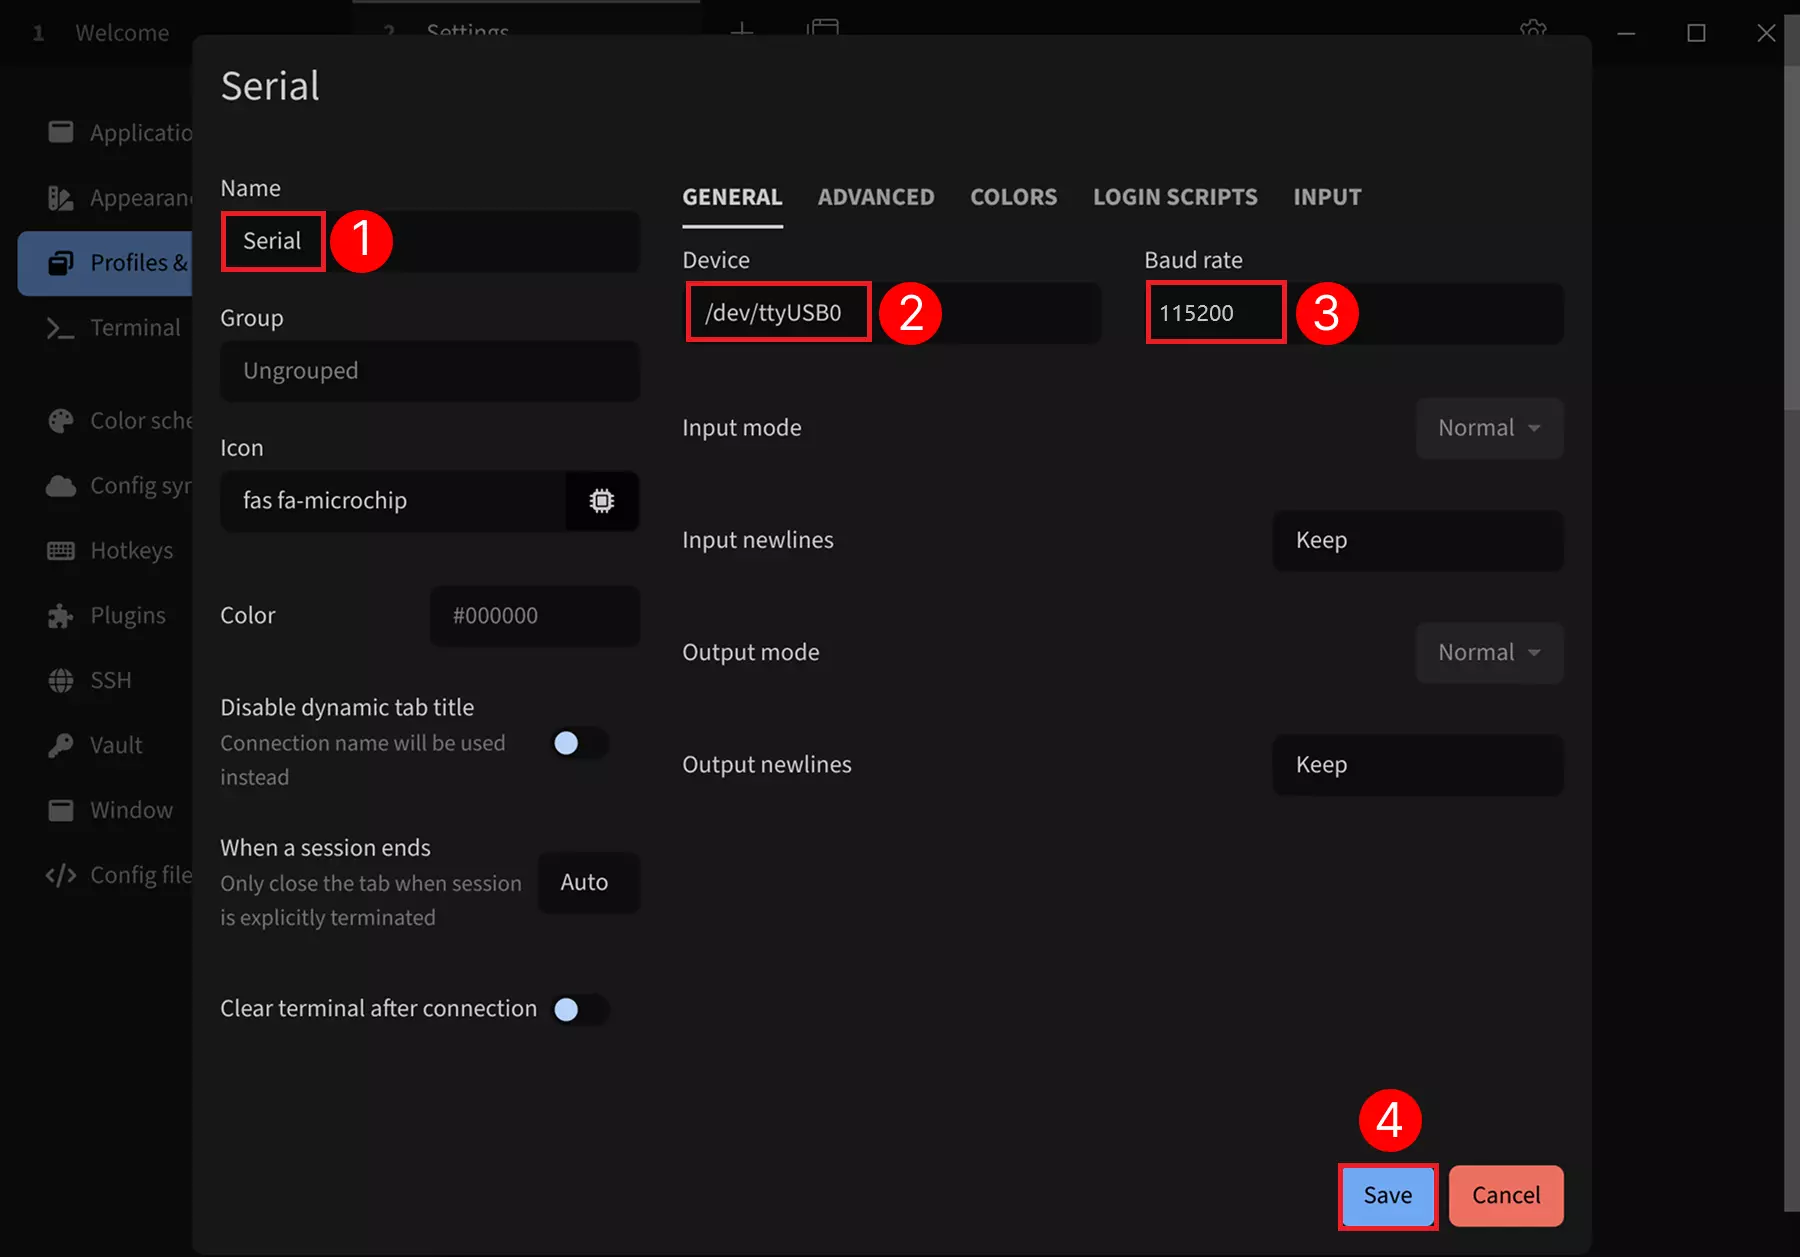 1 Welcome
2 Settings
Serial
Applicatio
Appearan
Profiles &
Terminal
Color sche
Config syn
Hotkeys
Plugins
SSH
Vault
Window
Config file
Name
Serial
1
Group
Ungrouped
Icon
fas fa-microchip
Color
#000000
Disable dynamic tab title
Connection name will be used
instead
When a session ends
Only close the tab when session
is explicitly terminated
Auto
Clear terminal after connection
GENERAL ADVANCED COLORS LOGIN SCRIPTS INPUT
Device
/dev/ttyUSB0
2
Baud rate
115200
3
Input mode
Normal
Input newlines
Keep
Output mode
Normal
Output newlines
Keep
4
Save
Cancel